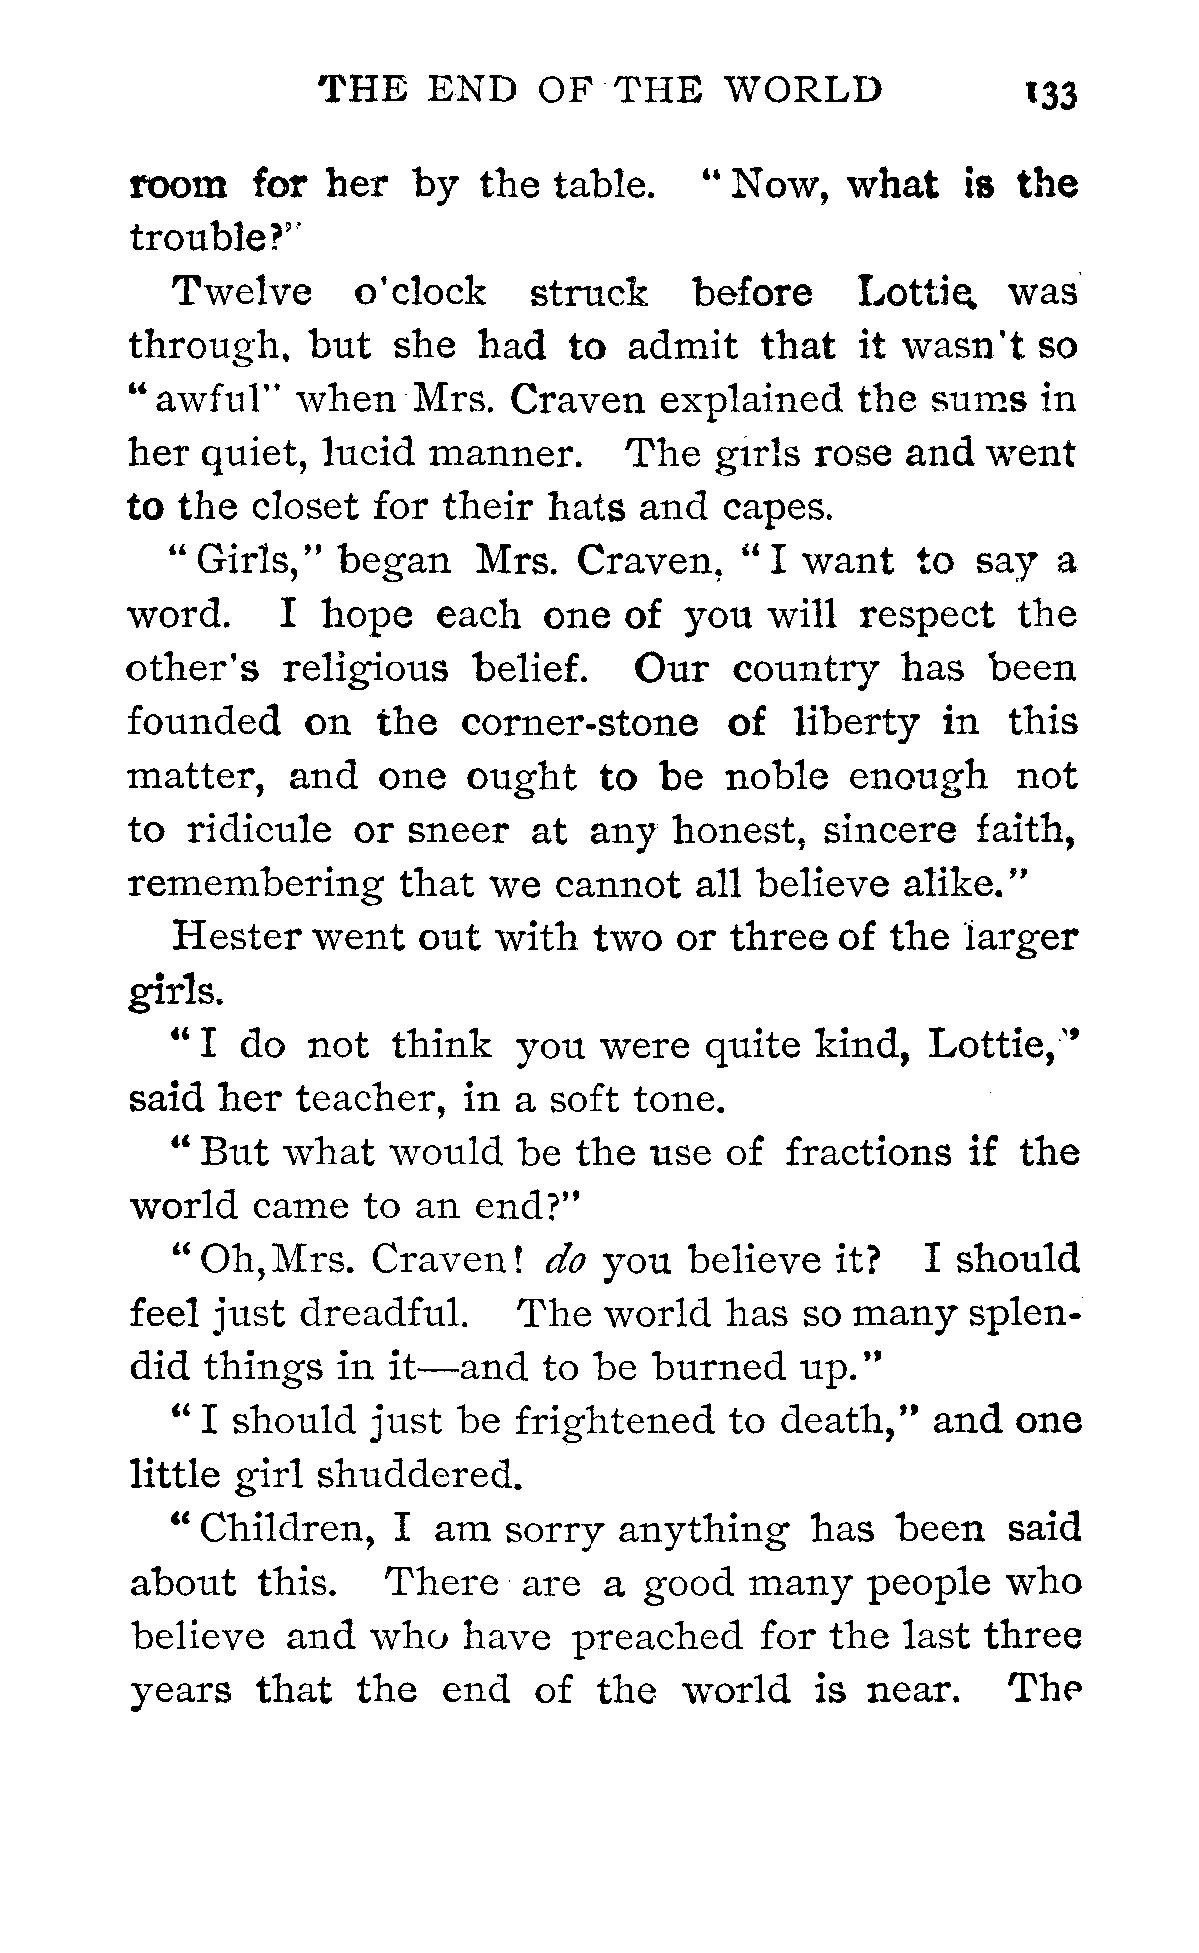 THE END OF THE WORLD 133
room for her by the table. "Now, what is the
trouble?"
Twelve o'clock struck before Lottie was
through, but she had to admit that it wasn't so
"awful" when Mrs. Craven explained the sums in
her quiet, lucid manner. The girls rose and went
to the closet for their hats and capes.
"Girls," began Mrs. Craven, "I want to say a
word. I hope each one of you will respect the
other's religious belief. Our country has been
founded on the corner-stone of liberty in this
matter, and one ought to be noble enough not
to ridicule or sneer at any honest, sincere faith,
remembering that we cannot all believe alike."
Hester went out with two or three of the larger
girls.
"I do not think you were quite kind, Lottie,"
said her teacher, in a soft tone.
"But what would be the use of fractions if the
world came to an end?"
"Oh, Mrs. Craven! do you believe it? I should
feel just dreadful. The world has so many splen-
did things in it—and to be burned up."
"I should just be frightened to death," and one
little girl shuddered.
"Children, I am sorry anything has been said
about this. There are a good many people who
believe and who have preached for the last three
years that the end of the world is near. The